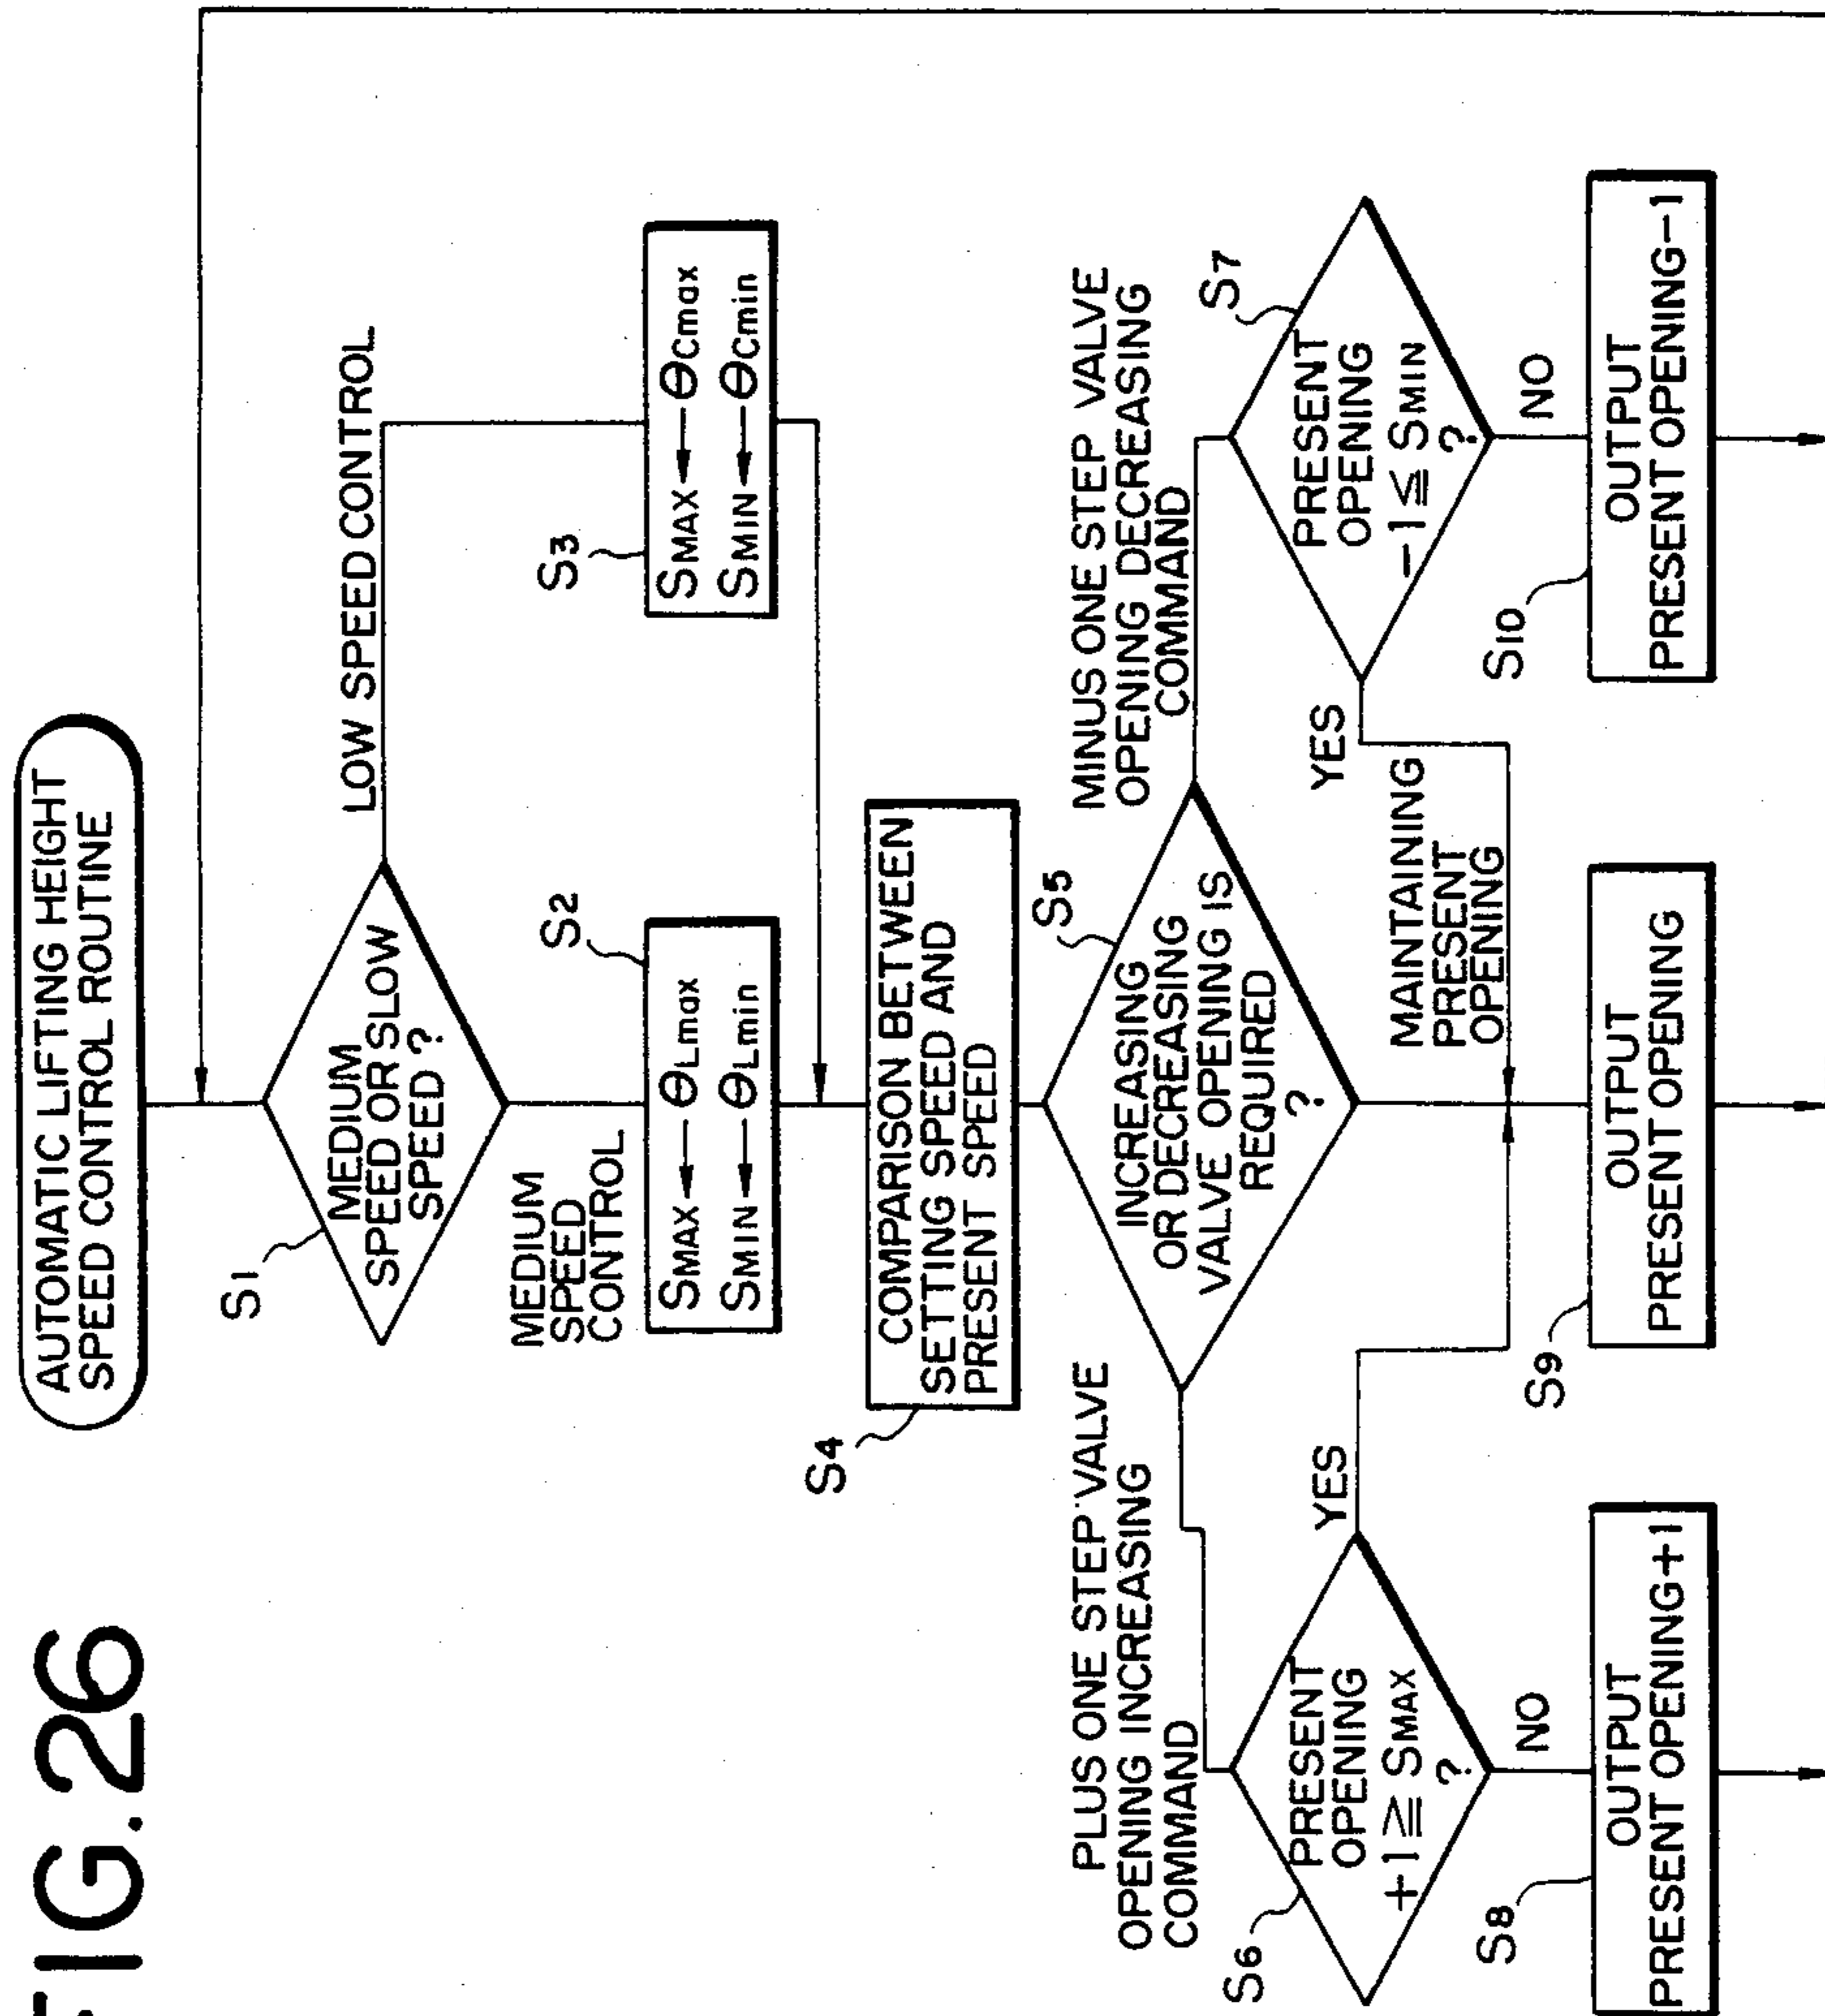 FIG.26
AUTOMATIC LIFTING HEIGHT
SPEED CONTROL ROUTINE
S1
MEDIUM
SPEED OR SLOW
SPEED ?
LOW SPEED CONTROL
MEDIUM
SPEED
CONTROL
S2
SMAX ← θLmax
SMIN ← θLmin
S3
SMAX ← θCmax
SMIN ← θCmin
S4
COMPARISON BETWEEN
SETTING SPEED AND
PRESENT SPEED
S5
INCREASING
OR DECREASING
VALVE OPENING IS
REQUIRED
?
PLUS ONE STEP VALVE
OPENING INCREASING
COMMAND
MINUS ONE STEP VALVE
OPENING DECREASING
COMMAND
S6
PRESENT
OPENING
+1 ≧ SMAX
?
YES
NO
MAINTAINING
PRESENT
OPENING
S7
PRESENT
OPENING
−1 ≦ SMIN
?
YES
NO
S8
OUTPUT
PRESENT OPENING+1
S9
OUTPUT
PRESENT OPENING
S10
OUTPUT
PRESENT OPENING−1